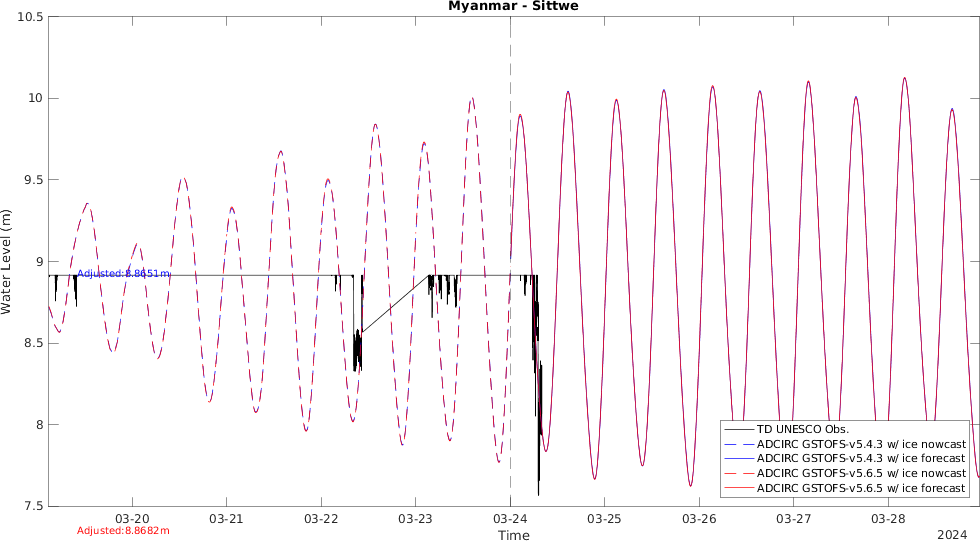 Myanmar - Sittwe
10.5
10
9.5
9
8.5
8
7.5
Water Level (m)
Adjusted:8.8651m
TD UNESCO Obs.
ADCIRC GSTOFS-v5.4.3 w/ ice nowcast
ADCIRC GSTOFS-v5.4.3 w/ ice forecast
ADCIRC GSTOFS-v5.6.5 w/ ice nowcast
ADCIRC GSTOFS-v5.6.5 w/ ice forecast
03-20 03-21 03-22 03-23 03-24 03-25 03-26 03-27 03-28
Adjusted:8.8682m
Time
2024